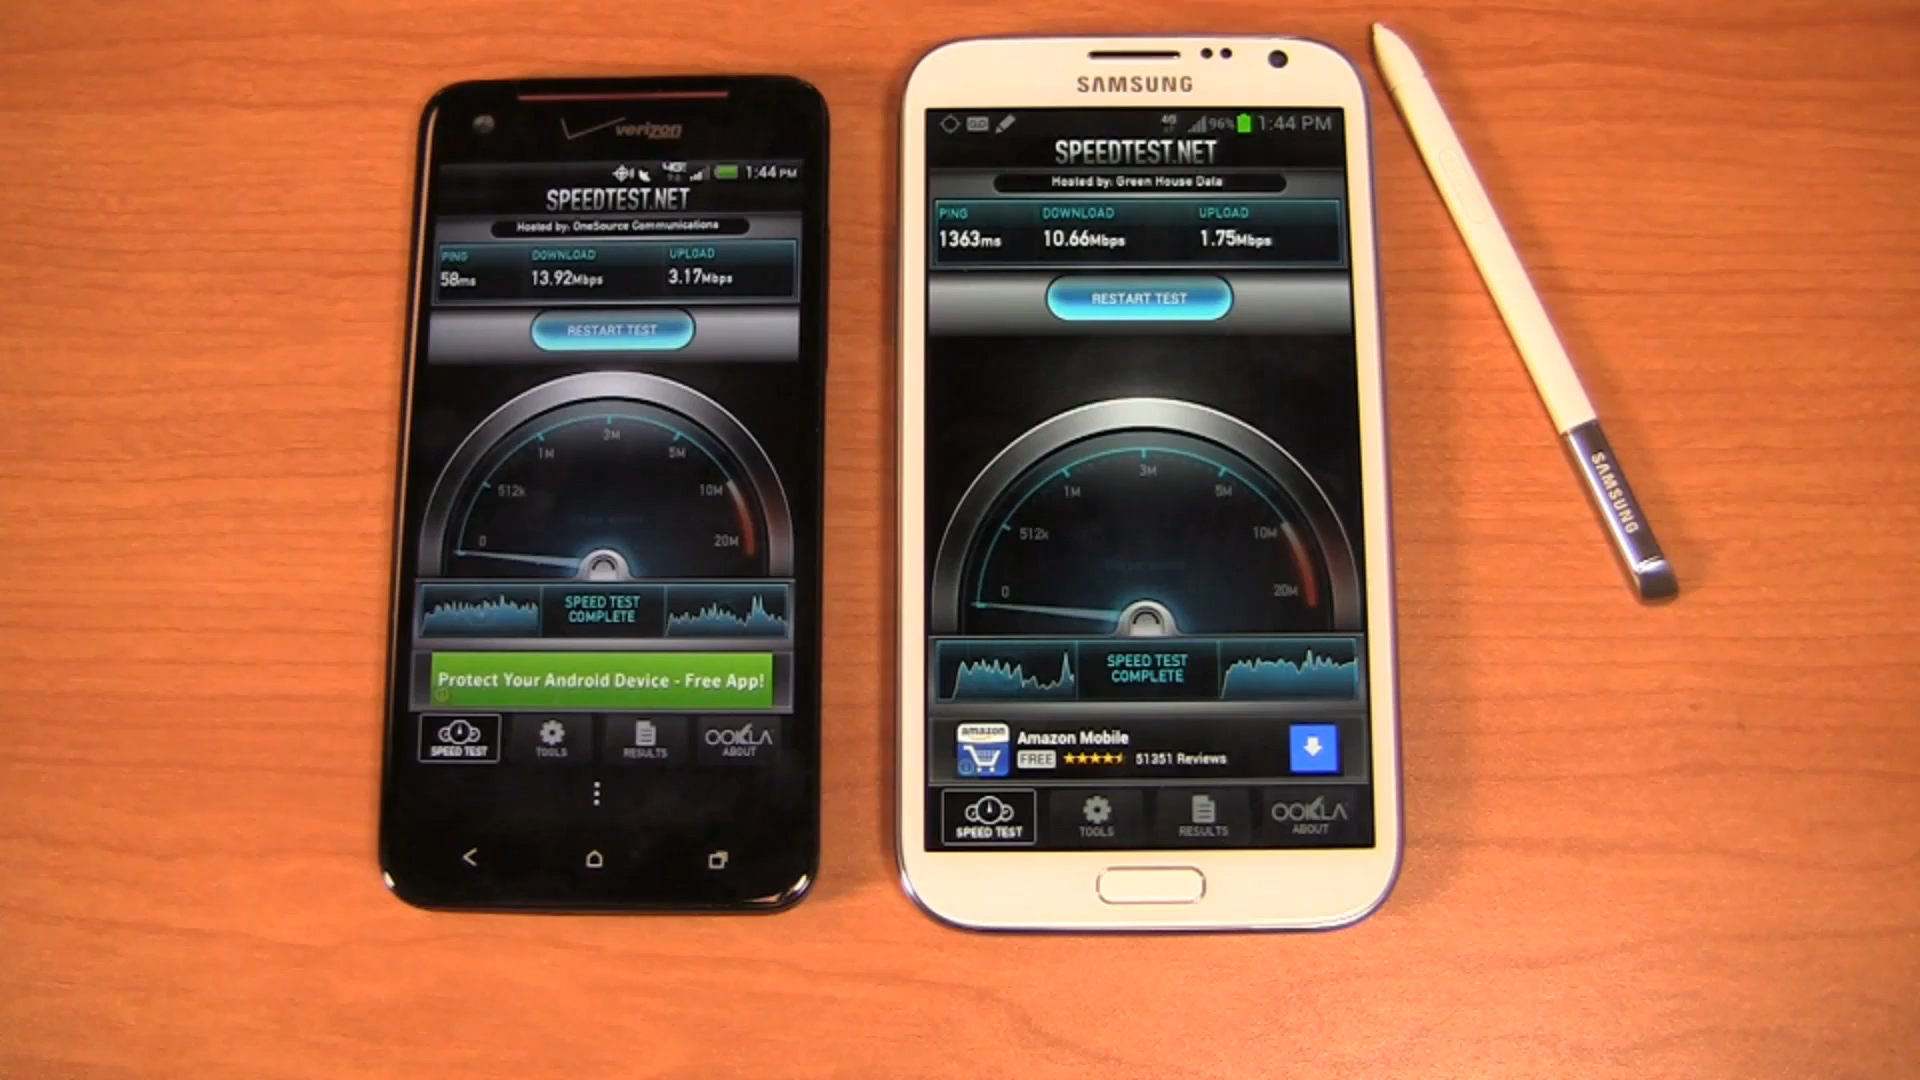 verizon
4G
1:44 PM
SPEEDTEST.NET
Hosted by: OneSource Communications
PING DOWNLOAD UPLOAD
58ms 13.92Mbps 3.17Mbps
RESTART TEST
0 512k 1M 3M 5M 10M 20M
SPEED TEST
COMPLETE
Protect Your Android Device - Free App!
SPEED TEST TOOLS RESULTS OOKLA
ABOUT
SAMSUNG
4G 96% 1:44 PM
SPEEDTEST.NET
Hosted by: Green House Data
PING DOWNLOAD UPLOAD
1363ms 10.66Mbps 1.75Mbps
RESTART TEST
0 512k 1M 3M 5M 10M 20M
SPEED TEST
COMPLETE
amazon
Amazon Mobile
FREE 51351 Reviews
SPEED TEST TOOLS RESULTS OOKLA
ABOUT
SAMSUNG